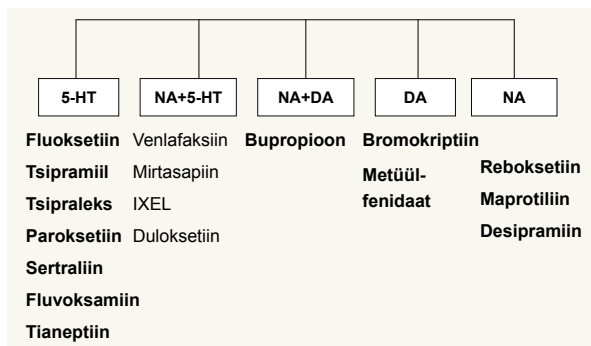 5-HT
NA+5-HT
NA+DA
DA
NA
Fluoksetiin
Tsipramiil
Tsipraleks
Paroksetiin
Sertraliin
Fluvoksamiin
Tianeptiin
Venlafaksiin
Mirtasapiin
IXEL
Duloksetiin
Bupropioon
Bromokriptiin
Metüül-
fenidaat
Reboksetiin
Maprotiliin
Desipramiin